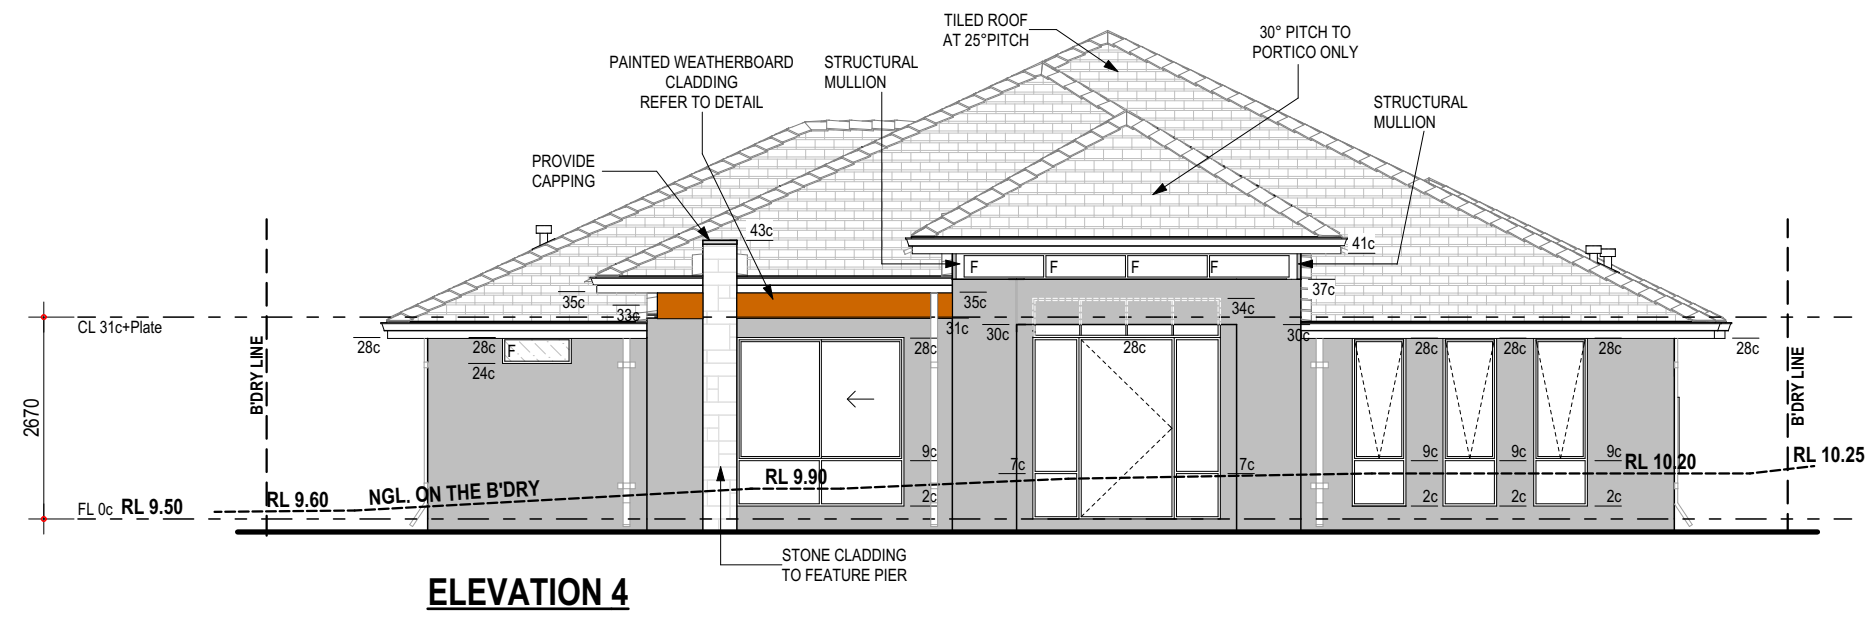 TILED ROOF
AT 25°PITCH
30° PITCH TO
PORTICO ONLY
PAINTED WEATHERBOARD
CLADDING
REFER TO DETAIL
STRUCTURAL
MULLION
STRUCTURAL
MULLION
PROVIDE
CAPPING
43c
41c
F F F F
35c
33c
35c
37c
34c
CL 31c+Plate
31c
30c
30c
28c
28c
F
24c
28c
28c
28c
28c
28c
28c
B'DRY LINE
B'DRY LINE
2670
9c
7c
7c
9c
9c
9c
RL 10.20
RL 10.25
RL 9.90
NGL. ON THE B'DRY
RL 9.60
2c
2c
2c
2c
FL 0c RL 9.50
STONE CLADDING
TO FEATURE PIER
ELEVATION 4